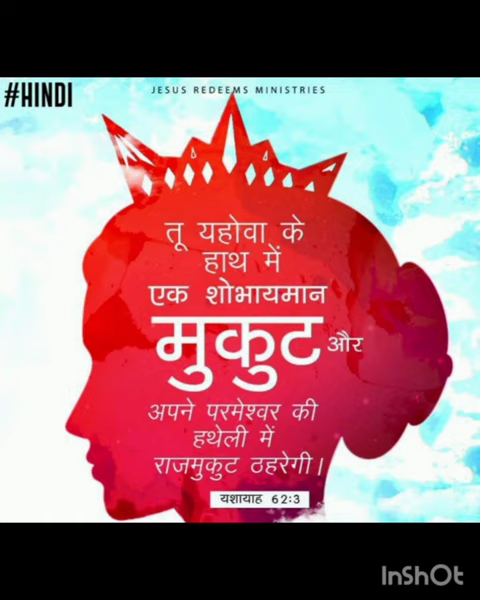 #HINDI
JESUS REDEEMS MINISTRIES
तू यहोवा के
हाथ में
एक शोभायमान
मुकुट और
अपने परमेश्वर की
हथेली में
राजमुकुट ठहरेगी।
यशायाह 62:3
InShOt